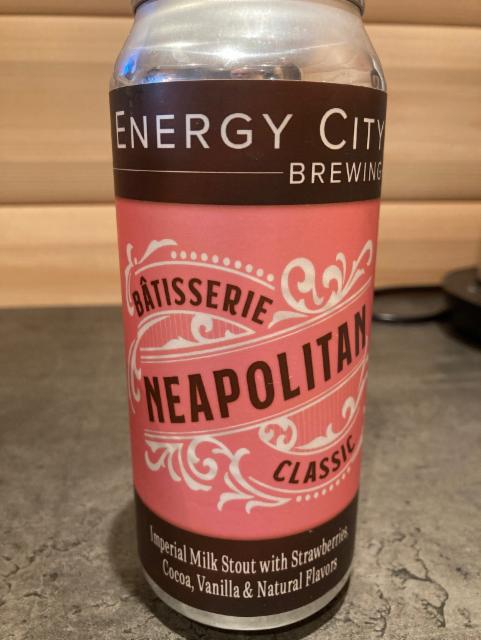 ENERGY CITY
BREWING
BÂTISSERIE
NEAPOLITAN
CLASSIC
Imperial Milk Stout with Strawberries
Cocoa, Vanilla & Natural Flavors